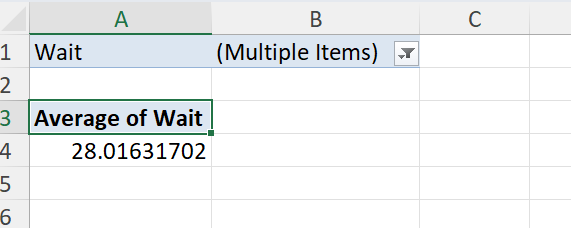 A B C
1 Wait (Multiple Items)
2
3 Average of Wait
4 28.01631702
5
6